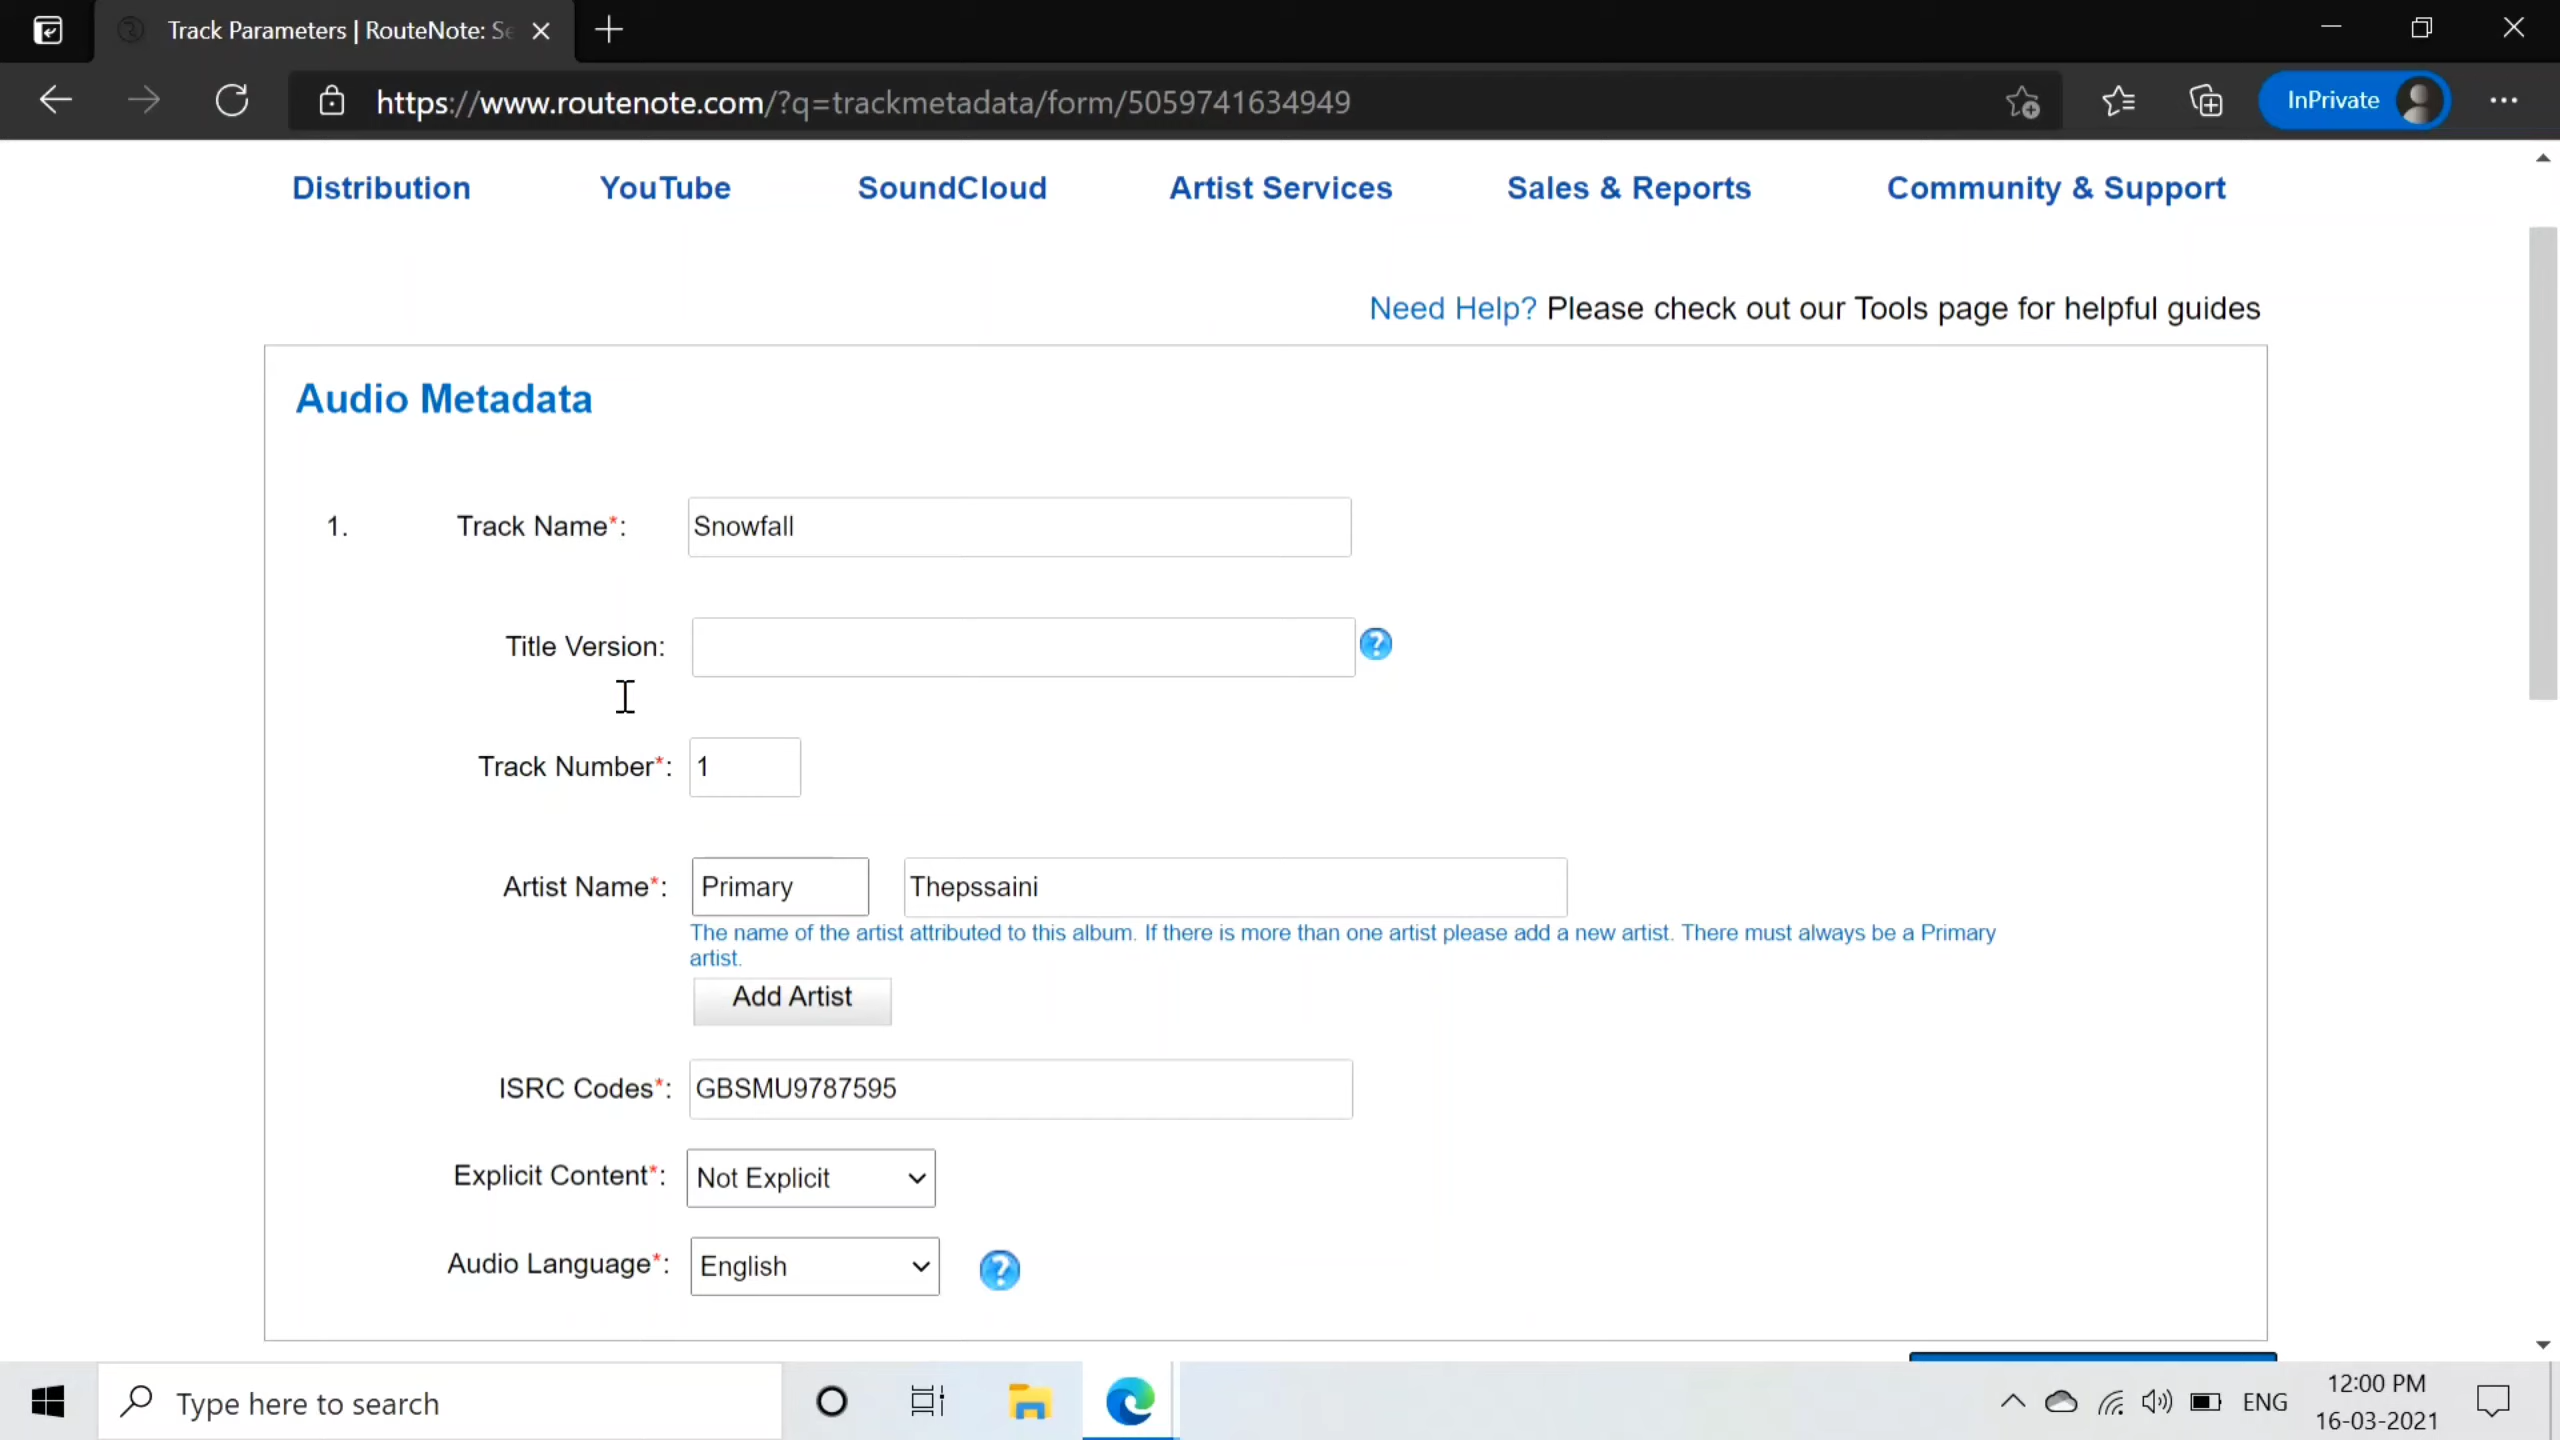 Track Parameters | RouteNote: Se
https://www.routenote.com/?q=trackmetadata/form/5059741634949
InPrivate
Distribution YouTube SoundCloud Artist Services Sales & Reports Community & Support
Need Help? Please check out our Tools page for helpful guides
Audio Metadata
1. Track Name*: Snowfall
Title Version: ?
Track Number*: 1
Artist Name*: Primary Thepssaini
The name of the artist attributed to this album. If there is more than one artist please add a new artist. There must always be a Primary
artist.
Add Artist
ISRC Codes*: GBSMU9787595
Explicit Content*: Not Explicit
Audio Language*: English ?
Type here to search
ENG
12:00 PM
16-03-2021